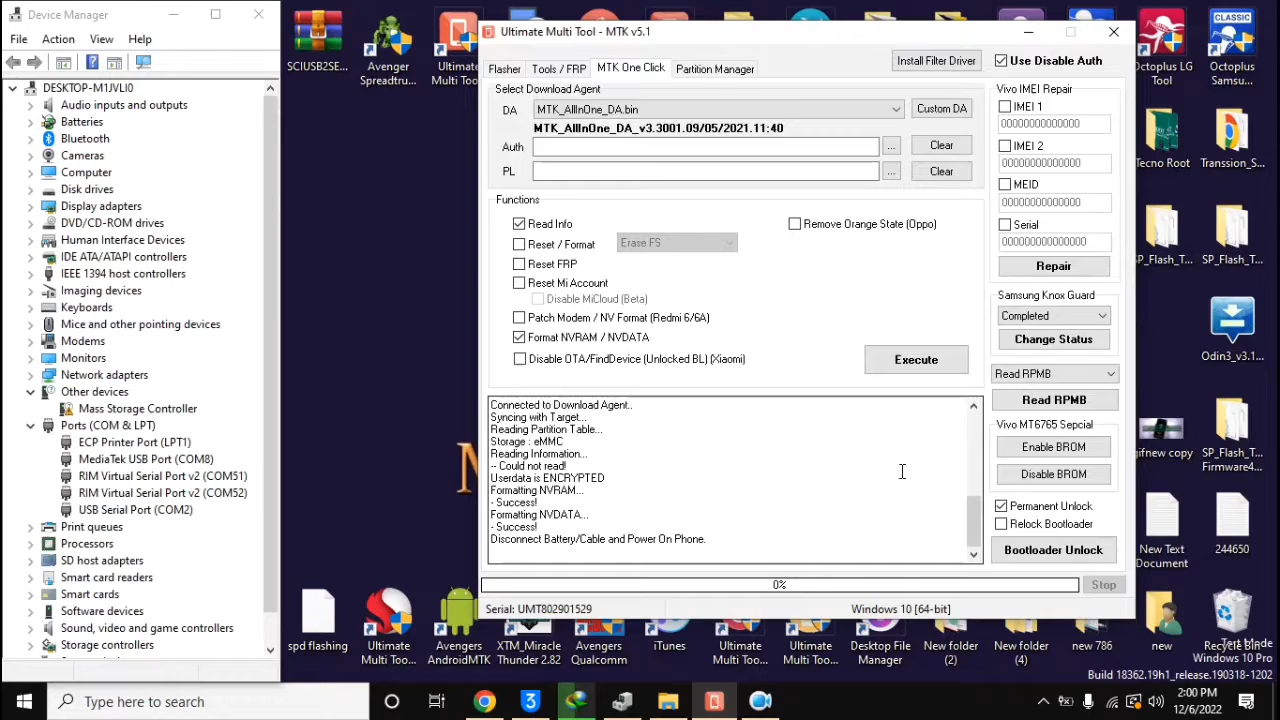 Device Manager
File Action View Help
DESKTOP-M1JVLI0
Audio inputs and outputs
Batteries
Bluetooth
Cameras
Computer
Disk drives
Display adapters
DVD/CD-ROM drives
Human Interface Devices
IDE ATA/ATAPI controllers
IEEE 1394 host controllers
Imaging devices
Keyboards
Mice and other pointing devices
Modems
Monitors
Network adapters
Other devices
Mass Storage Controller
Ports (COM & LPT)
ECP Printer Port (LPT1)
MediaTek USB Port (COM8)
RIM Virtual Serial Port v2 (COM51)
RIM Virtual Serial Port v2 (COM52)
USB Serial Port (COM2)
Print queues
Processors
SD host adapters
Smart card readers
Smart cards
Software devices
Sound, video and game controllers
Storage controllers
SCIUSB2SE...
Avenger
Spreadtru...
Ultimate
Multi Too
Ultimate Multi Tool - MTK v5.1
Flasher
Tools / FRP
MTK One Click
Partition Manager
Install Filter Driver
Use Disable Auth
Select Download Agent
DA
MTK_AllInOne_DA.bin
Custom DA
MTK_AllInOne_DA_v3.3001.09/05/2021.11:40
Auth
...
Clear
PL
...
Clear
Functions
Read Info
Remove Orange State (Oppo)
Reset / Format
Erase FS
Reset FRP
Reset Mi Account
Disable MiCloud (Beta)
Patch Modem / NV Format (Redmi 6/6A)
Format NVRAM / NVDATA
Disable OTA/FindDevice (Unlocked BL) (Xiaomi)
Execute
Connected to Download Agent..
Syncing with Target...
Reading Partition Table...
Storage : eMMC
Reading Information...
-- Could not read!
Userdata is ENCRYPTED
Formatting NVRAM...
- Success!
Formatting NVDATA...
- Success!
Disconnect Battery/Cable and Power On Phone.
Vivo IMEI Repair
IMEI 1
00000000000000
IMEI 2
00000000000000
MEID
00000000000000
Serial
00000000000000
Repair
Samsung Knox Guard
Completed
Change Status
Read RPMB
Read RPMB
Vivo MT6765 Sepcial
Enable BROM
Disable BROM
Permanent Unlock
Relock Bootloader
Bootloader Unlock
0%
Stop
Serial: UMT802901529
Windows 10 [64-bit]
Octoplus LG
Tool
CLASSIC
Octoplus
Samsu...
Tecno Root
Transsion_S...
SP_Flash_T...
SP_Flash_T...
Odin3_v3.1...
gifnew copy
SP_Flash_T...
Firmware4...
New Text
Document
244650
spd flashing
Ultimate
Multi Too...
Avengers
AndroidMTK
XTM_Miracle
Thunder 2.82
Avengers
Qualcomm
iTunes
Ultimate
Multi Too...
Ultimate
Multi Too...
Desktop File
Manager
New folder
(2)
New folder
(4)
new 786
new
Recycle Bin
Test Mode
Windows 10 Pro
Build 18362.19h1_release.190318-1202
Type here to search
2:00 PM
12/6/2022